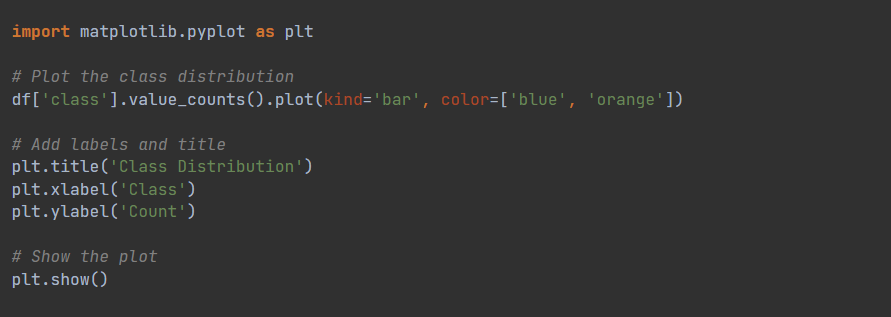 import matplotlib.pyplot as plt
# Plot the class distribution
df['class'].value_counts().plot(kind='bar', color=['blue', 'orange'])
# Add labels and title
plt.title('Class Distribution')
plt.xlabel('Class')
plt.ylabel('Count')
# Show the plot
plt.show()